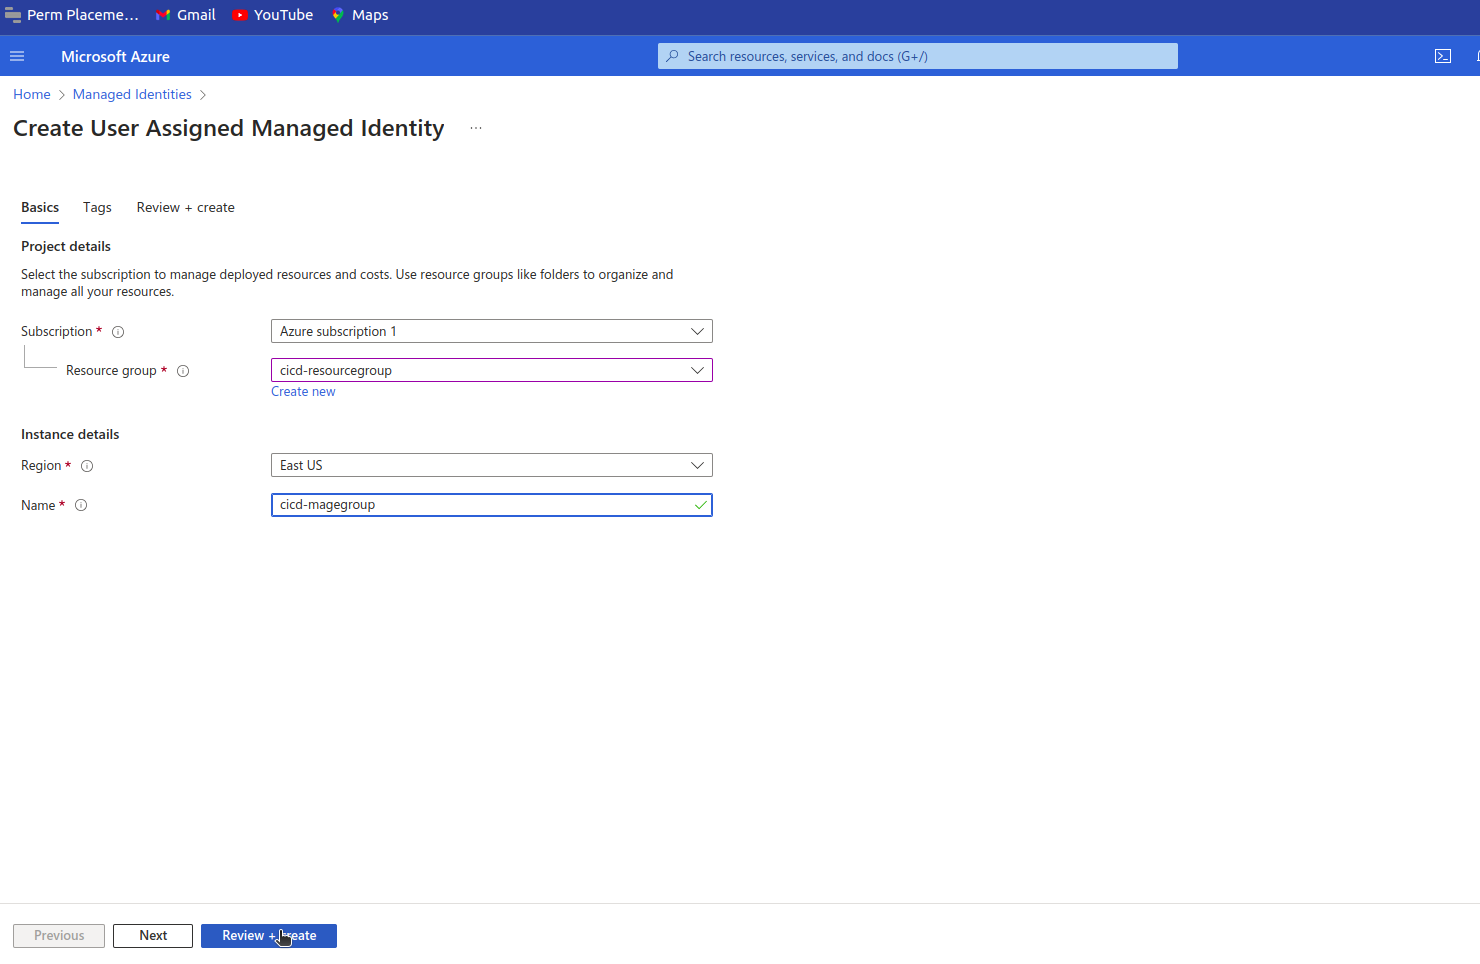 Perm Placeme... Gmail YouTube Maps
Microsoft Azure Search resources, services, and docs (G+/)
Home > Managed Identities >
Create User Assigned Managed Identity ...
Basics Tags Review + create
Project details
Select the subscription to manage deployed resources and costs. Use resource groups like folders to organize and
manage all your resources.
Subscription * Azure subscription 1
Resource group * cicd-resourcegroup
Create new
Instance details
Region * East US
Name * cicd-magegroup
Previous Next Review + create